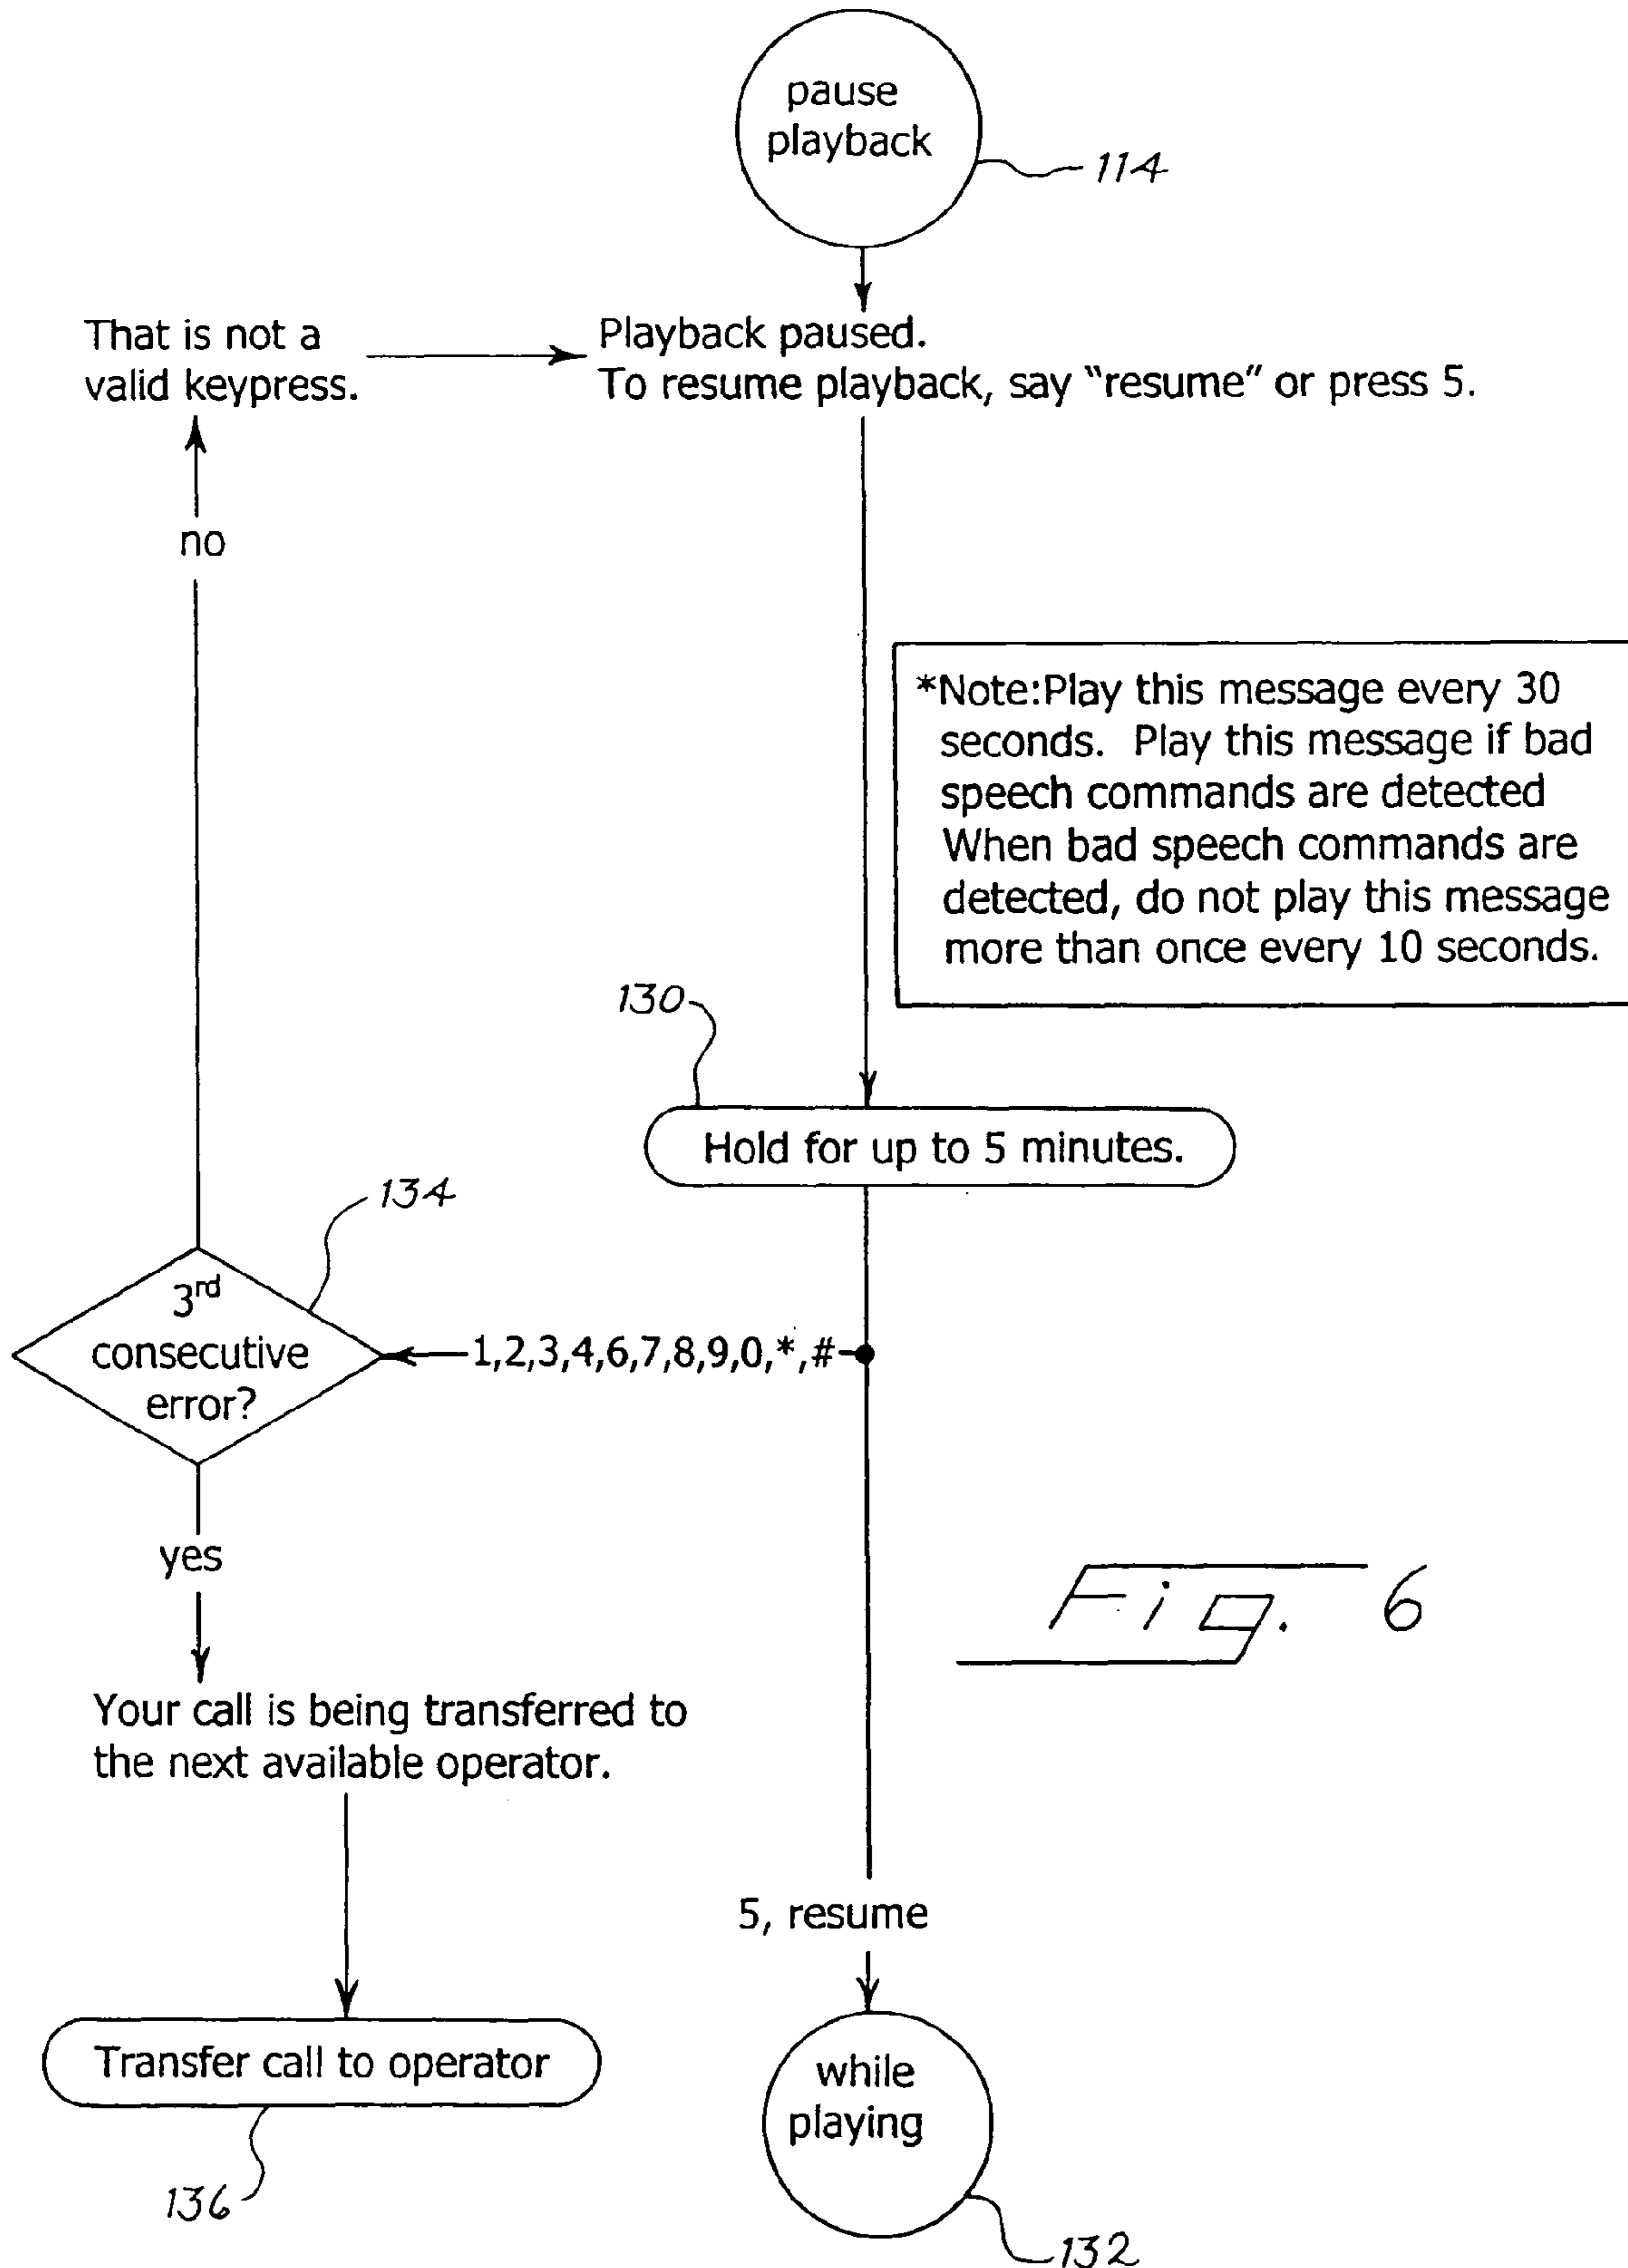 pause
playback
114
That is not a
valid keypress.
Playback paused.
To resume playback, say "resume" or press 5.
no
*Note:Play this message every 30
seconds. Play this message if bad
speech commands are detected
When bad speech commands are
detected, do not play this message
more than once every 10 seconds.
130
Hold for up to 5 minutes.
134
3rd
consecutive
error?
1,2,3,4,6,7,8,9,0,*,#
yes
Fig. 6
Your call is being transferred to
the next available operator.
5, resume
Transfer call to operator
while
playing
136
132